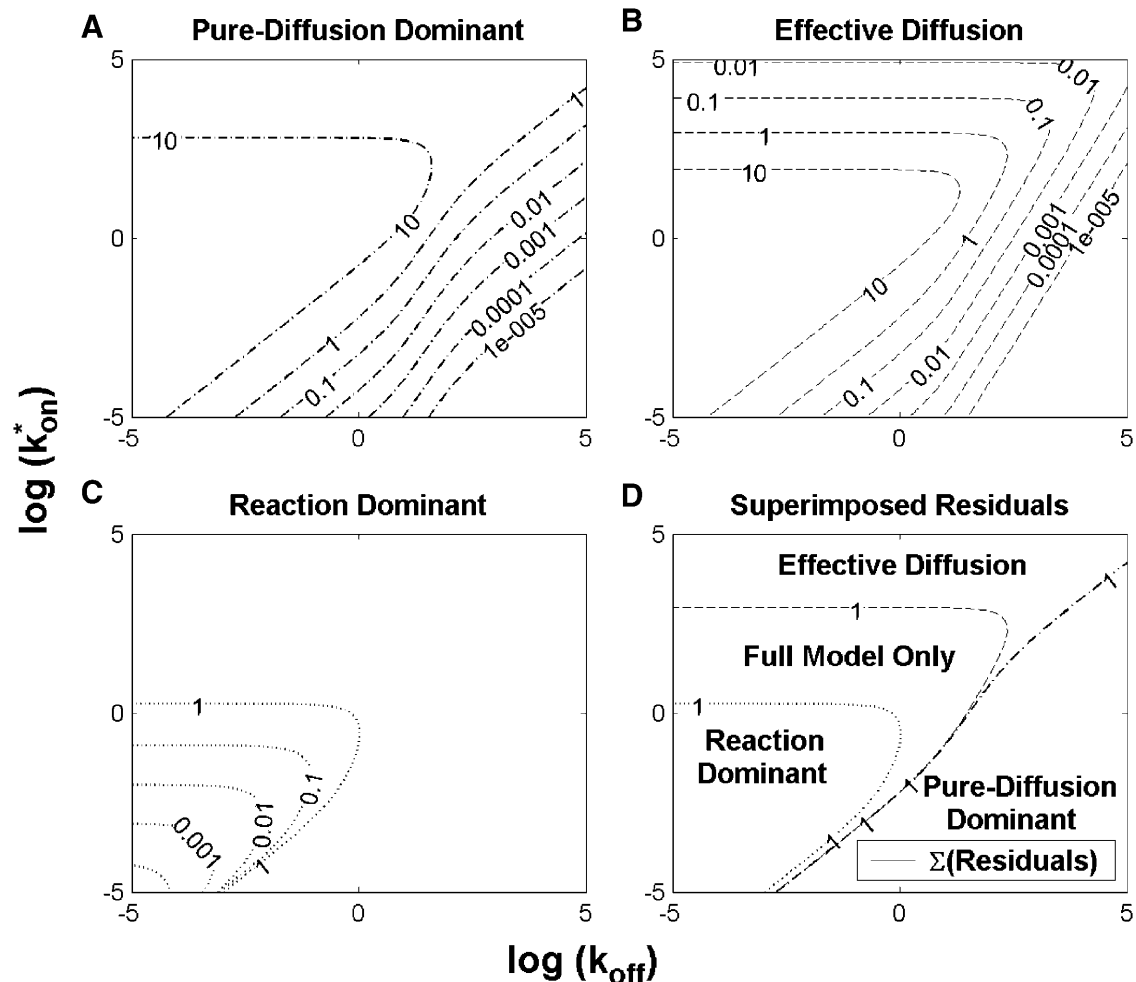 A
Pure-Diffusion Dominant
5
0
-5
-5
0
5
10
10
1
1
0.1
0.01
0.001
0.0001
1e-005
B
Effective Diffusion
5
0
-5
-5
0
5
0.01
0.01
0.1
0.1
1
1
10
10
0.1
0.01
0.001
0.0001
1e-005
C
Reaction Dominant
5
0
-5
-5
0
5
1
0.1
0.01
0.001
1
D
Superimposed Residuals
5
0
-5
-5
0
5
Effective Diffusion
1
1
Full Model Only
1
Reaction
Dominant
1
1
1
Pure-Diffusion
Dominant
Σ(Residuals)
log (k*on)
log (koff)